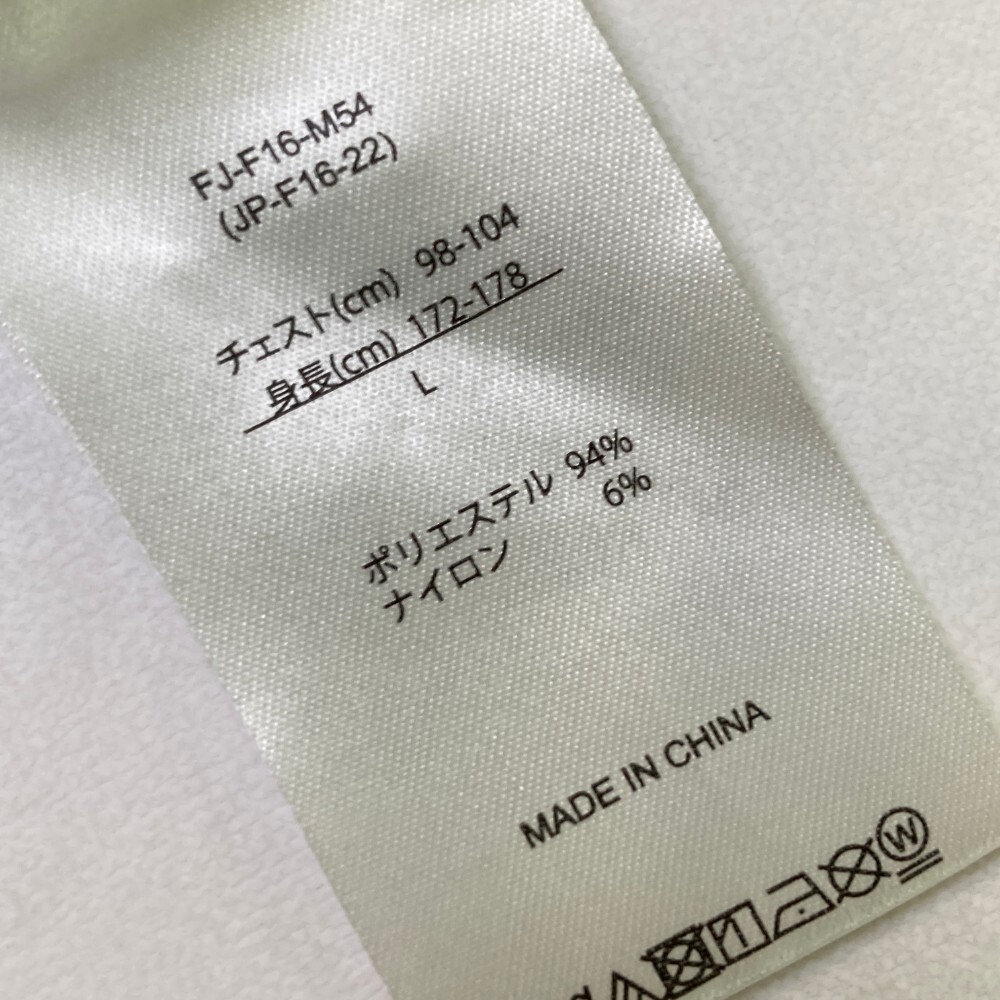 FJ-F16-M54
(JP-F16-22)
チェスト(cm) 98-104
身長(cm) 172-178
L
ポリエステル 94%
ナイロン 6%
MADE IN CHINA
W